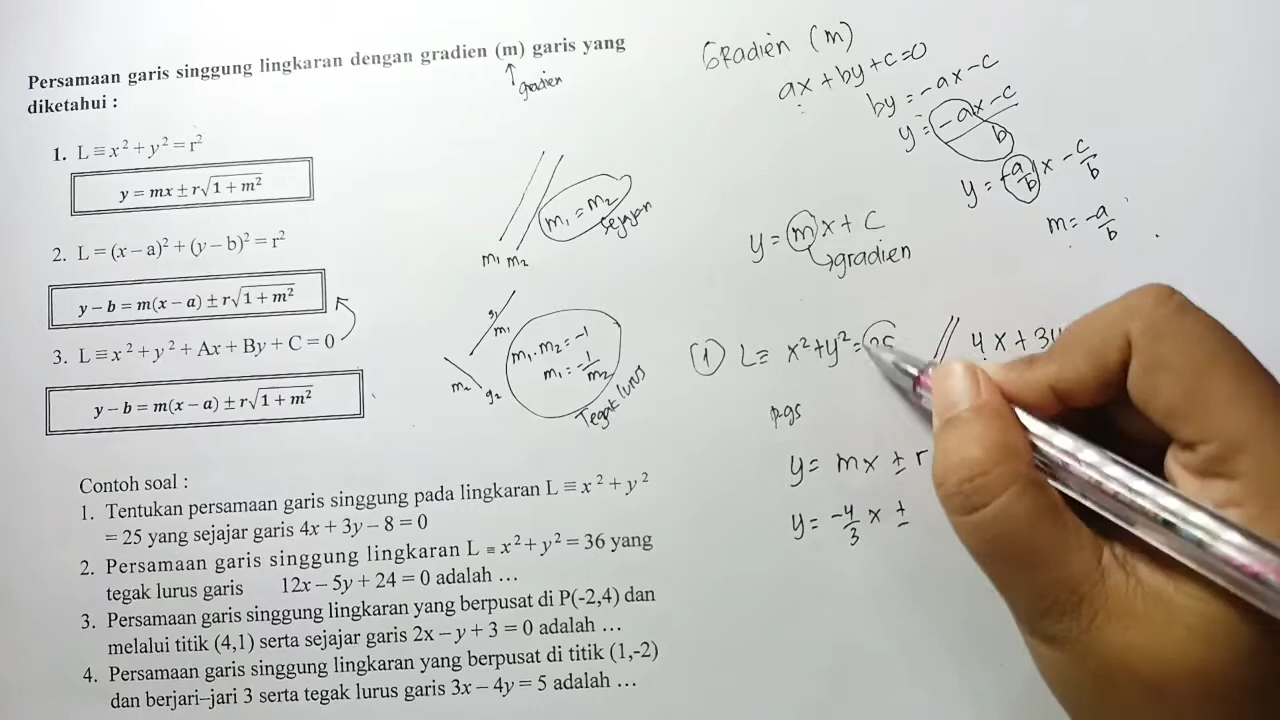 Persamaan garis singgung lingkaran dengan gradien (m) garis yang
diketahui :
↑
gradien
1. L ≡ x² + y² = r²
y = mx ± r√1 + m²
2. L = (x – a)² + (y – b)² = r²
y – b = m(x – a) ± r√1 + m²
3. L ≡ x² + y² + Ax + By + C = 0
y – b = m(x – a) ± r√1 + m²
m₁ = m₂
sejajar
m₁ m₂
g₁
m₁
m₂
g₂
m₁ . m₂ = -1
m₁ = -1/m₂
Tegak lurus
Contoh soal :
1. Tentukan persamaan garis singgung pada lingkaran L ≡ x² + y²
= 25 yang sejajar garis 4x + 3y – 8 = 0
2. Persamaan garis singgung lingkaran L ≡ x² + y² = 36 yang
tegak lurus garis 12x – 5y + 24 = 0 adalah …
3. Persamaan garis singgung lingkaran yang berpusat di P(-2,4) dan
melalui titik (4,1) serta sejajar garis 2x – y + 3 = 0 adalah …
4. Persamaan garis singgung lingkaran yang berpusat di titik (1,-2)
dan berjari–jari 3 serta tegak lurus garis 3x – 4y = 5 adalah …
Gradien (m)
ax + by + c = 0
by = -ax - c
y = -ax - c/b
y = -a/b x - c/b
m = -a/b
y = mx + c
gradien
(1) L ≡ x² + y² = // 4x + 3y
pgs
y = mx ± r
y = -4/3 x ±